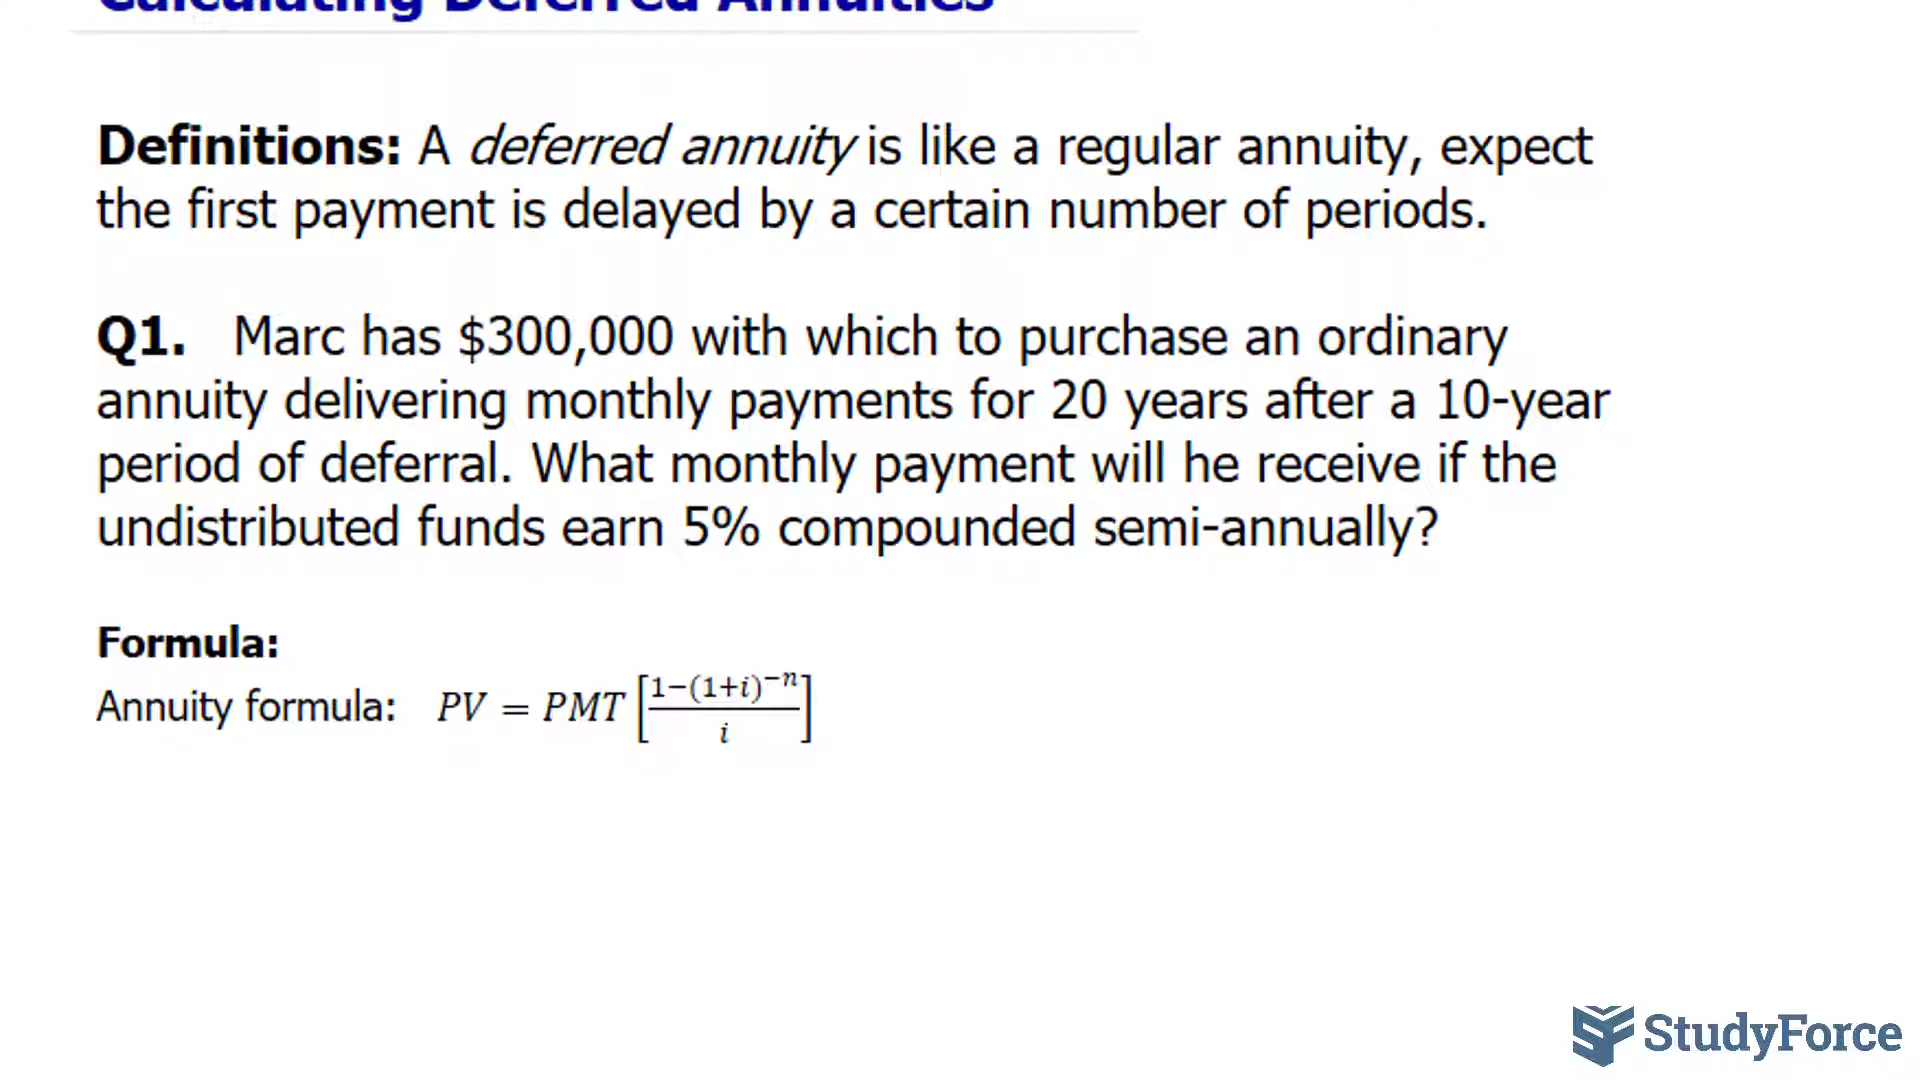 Calculating Deferred Annuities
Definitions: A deferred annuity is like a regular annuity, expect
the first payment is delayed by a certain number of periods.
Q1. Marc has $300,000 with which to purchase an ordinary
annuity delivering monthly payments for 20 years after a 10-year
period of deferral. What monthly payment will he receive if the
undistributed funds earn 5% compounded semi-annually?
Formula:
Annuity formula: PV = PMT [1−(1+i)^−n / i]
StudyForce